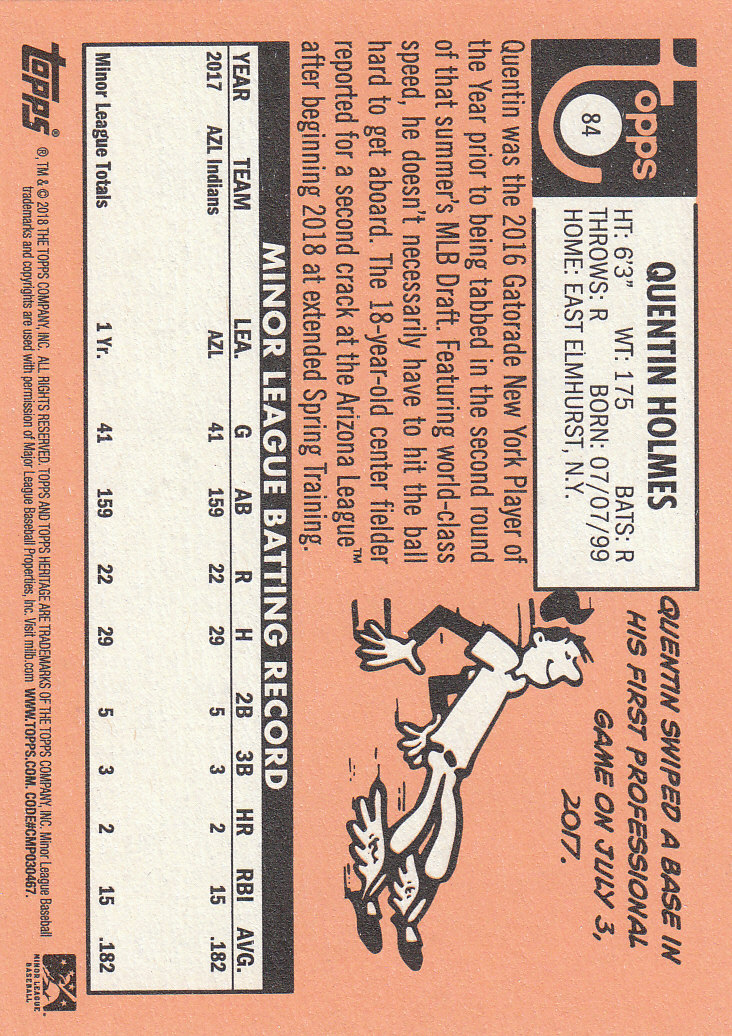 topps
84
QUENTIN HOLMES
HT: 6'3" WT: 175 BATS: R
THROWS: R BORN: 07/07/99
HOME: EAST ELMHURST, N.Y.
QUENTIN SWIPED A BASE IN
HIS FIRST PROFESSIONAL
GAME ON JULY 3,
2017.
Quentin was the 2016 Gatorade New York Player of
the Year prior to being tabbed in the second round
of that summer's MLB Draft. Featuring world-class
speed, he doesn't necessarily have to hit the ball
hard to get aboard. The 18-year-old center fielder
reported for a second crack at the Arizona League™
after beginning 2018 at extended Spring Training.
MINOR LEAGUE BATTING RECORD
YEAR TEAM LEA. G AB R H 2B 3B HR RBI AVG.
2017 AZL Indians AZL 41 159 22 29 5 3 2 15 .182
Minor League Totals 1 Yr. 41 159 22 29 5 3 2 15 .182
topps®
®, TM & © 2018 THE TOPPS COMPANY, INC. ALL RIGHTS RESERVED. TOPPS AND TOPPS HERITAGE ARE TRADEMARKS OF THE TOPPS COMPANY, INC. Minor League Baseball
trademarks and copyrights are used with permission of Major League Baseball Properties, Inc. Visit milb.com WWW.TOPPS.COM. CODE#CMP030467.
MINOR LEAGUE
BASEBALL